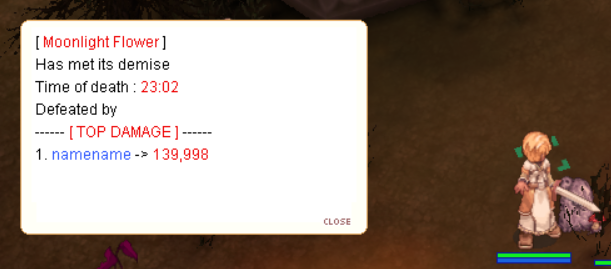 [ Moonlight Flower ]
Has met its demise
Time of death : 23:02
Defeated by
------ [ TOP DAMAGE ] ------
1. namename -> 139,998
CLOSE